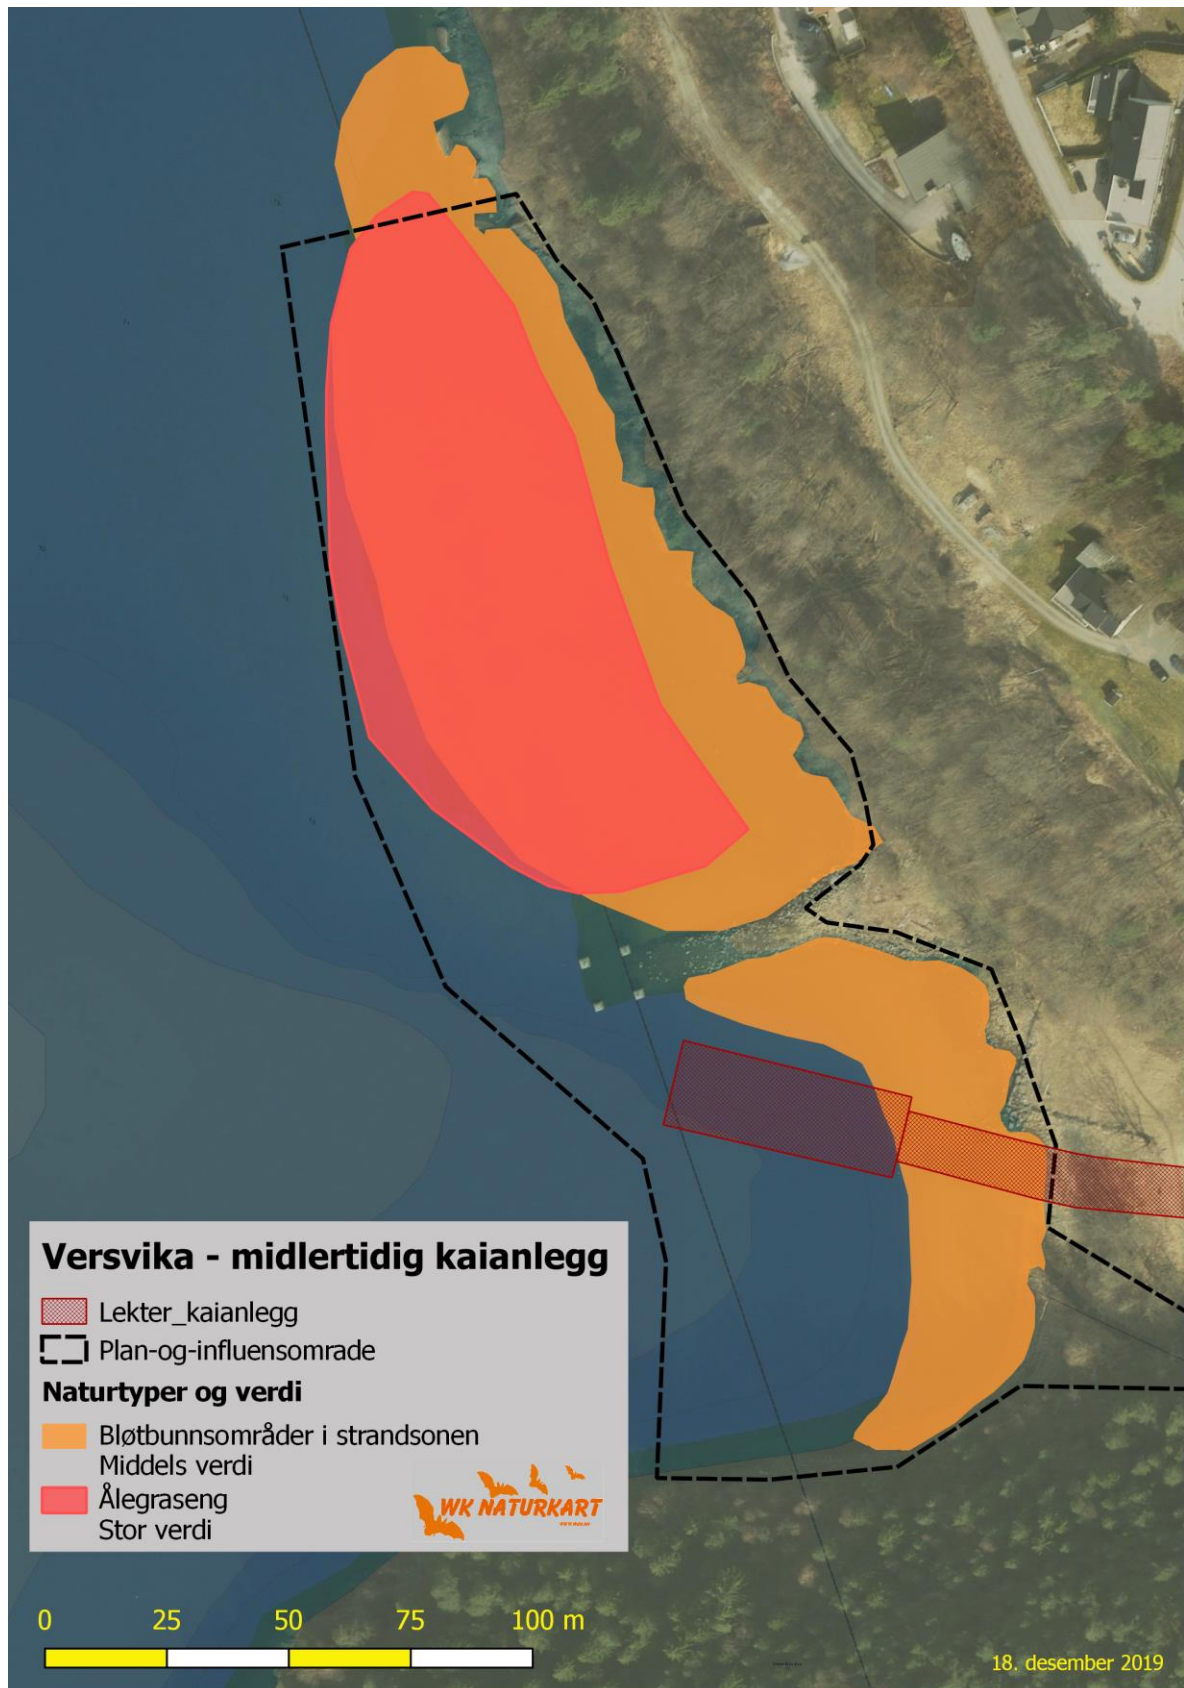 Versvika - midlertidig kaianlegg
Lekter_kaianlegg
Plan-og-influensområde
Naturtyper og verdi
Bløtbunnsområder i strandsonen
Middels verdi
Ålegraseng
Stor verdi
WK NATURKART
0 25 50 75 100 m
18. desember 2019